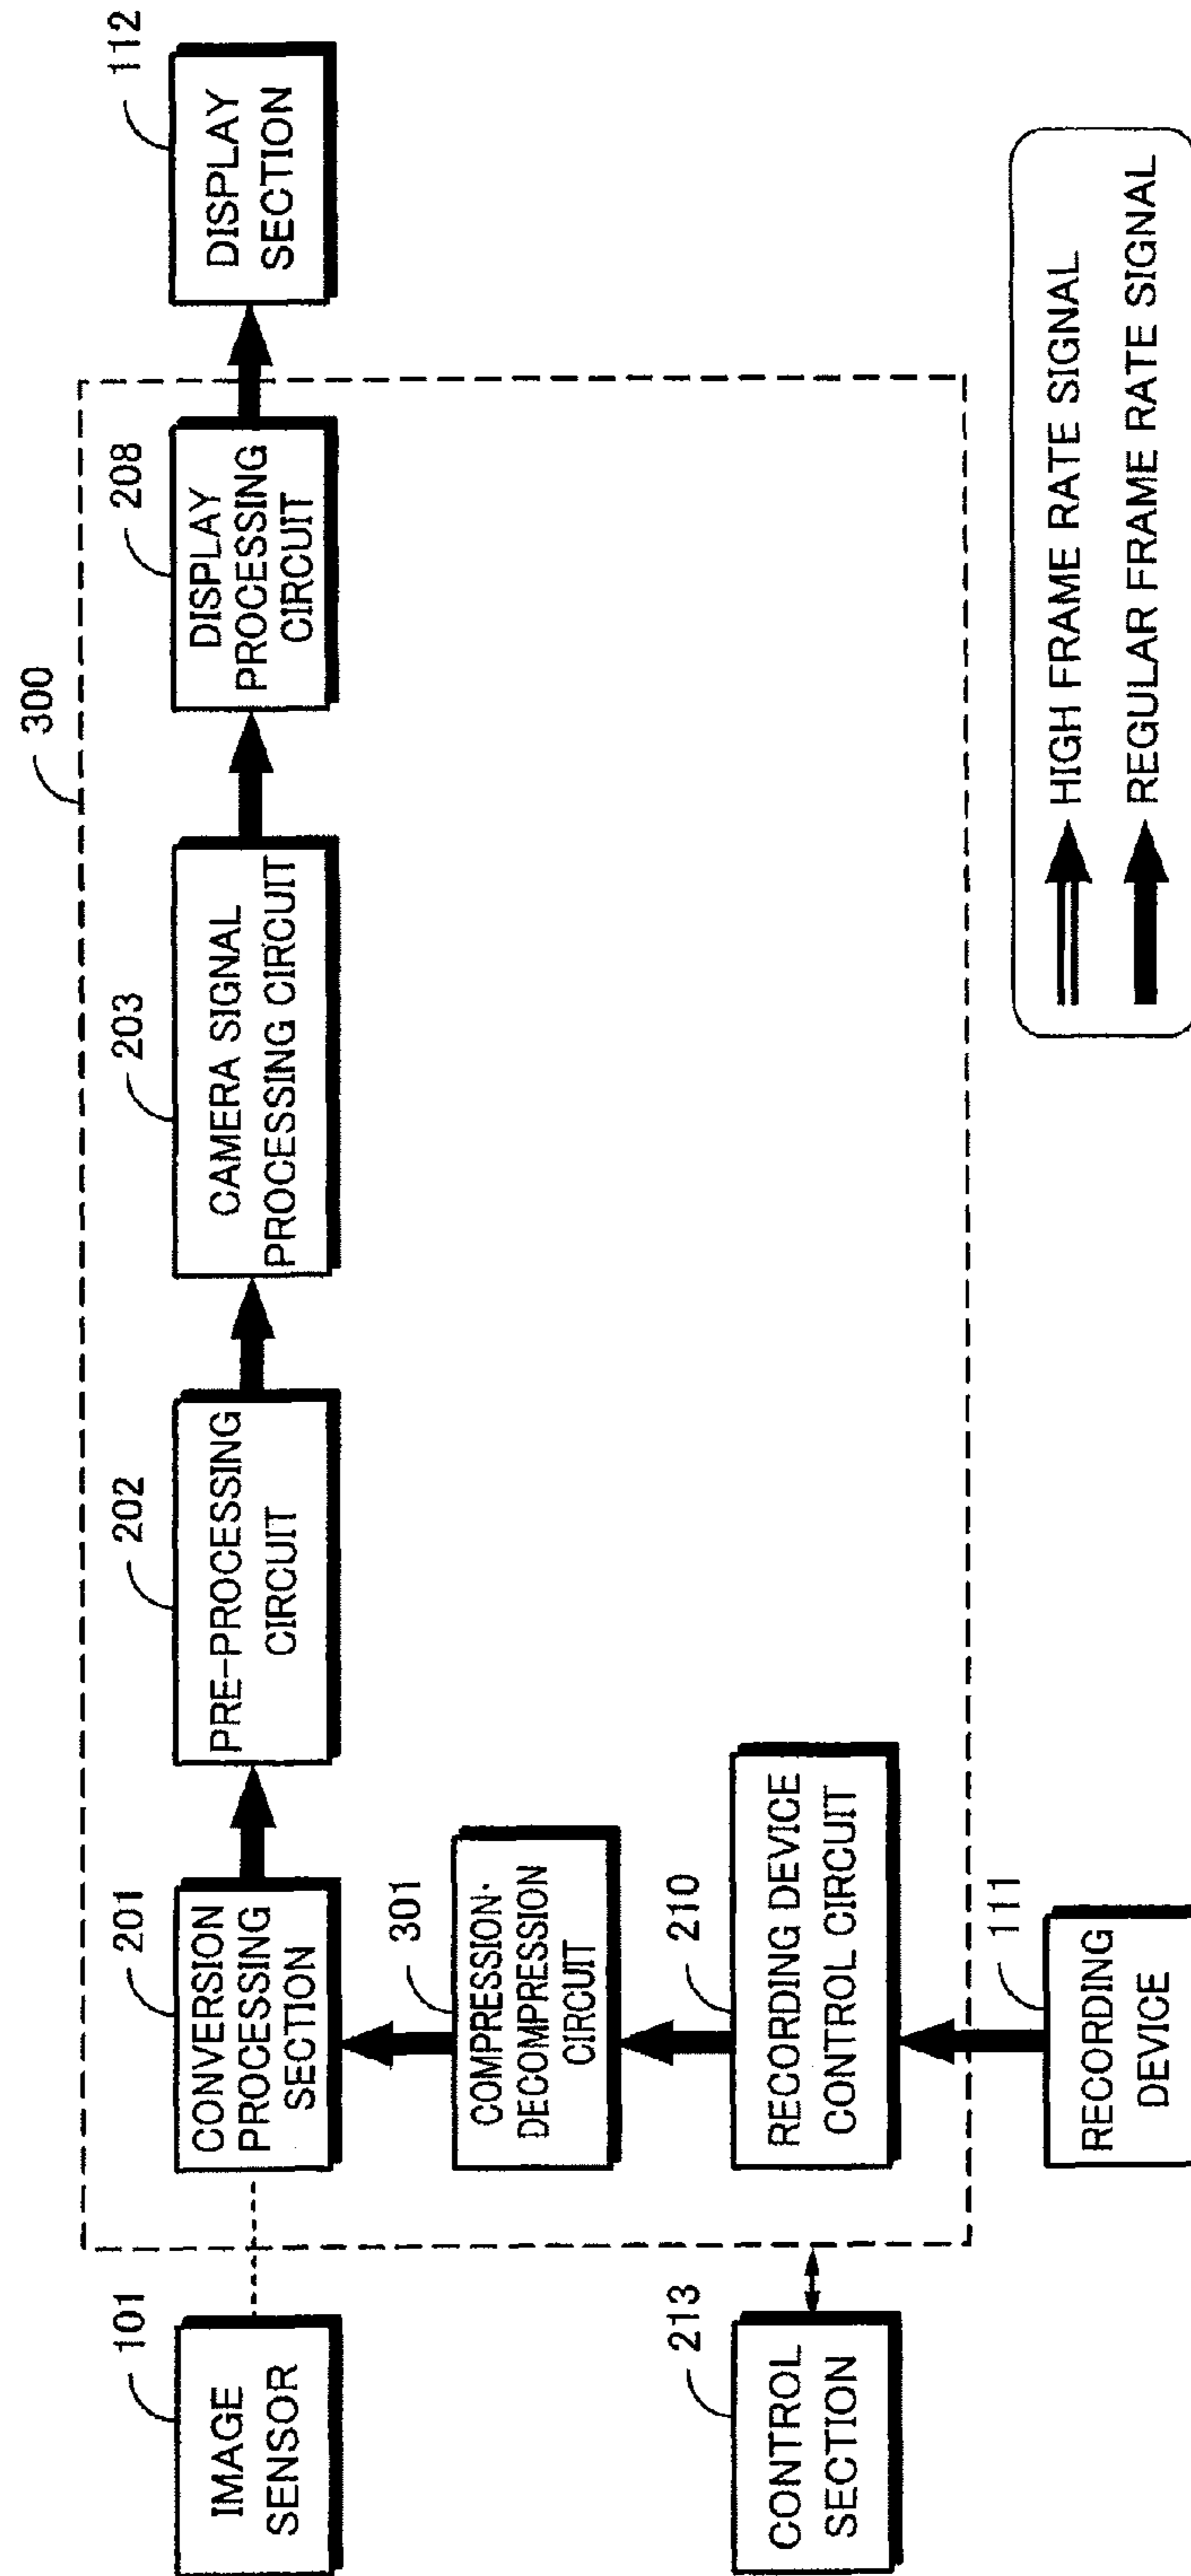 300
101
IMAGE
SENSOR
201
CONVERSION
PROCESSING
SECTION
202
PRE-PROCESSING
CIRCUIT
203
CAMERA SIGNAL
PROCESSING CIRCUIT
208
DISPLAY
PROCESSING
CIRCUIT
112
DISPLAY
SECTION
301
COMPRESSION·
DECOMPRESSION
CIRCUIT
213
CONTROL
SECTION
210
RECORDING DEVICE
CONTROL CIRCUIT
111
RECORDING
DEVICE
HIGH FRAME RATE SIGNAL
REGULAR FRAME RATE SIGNAL